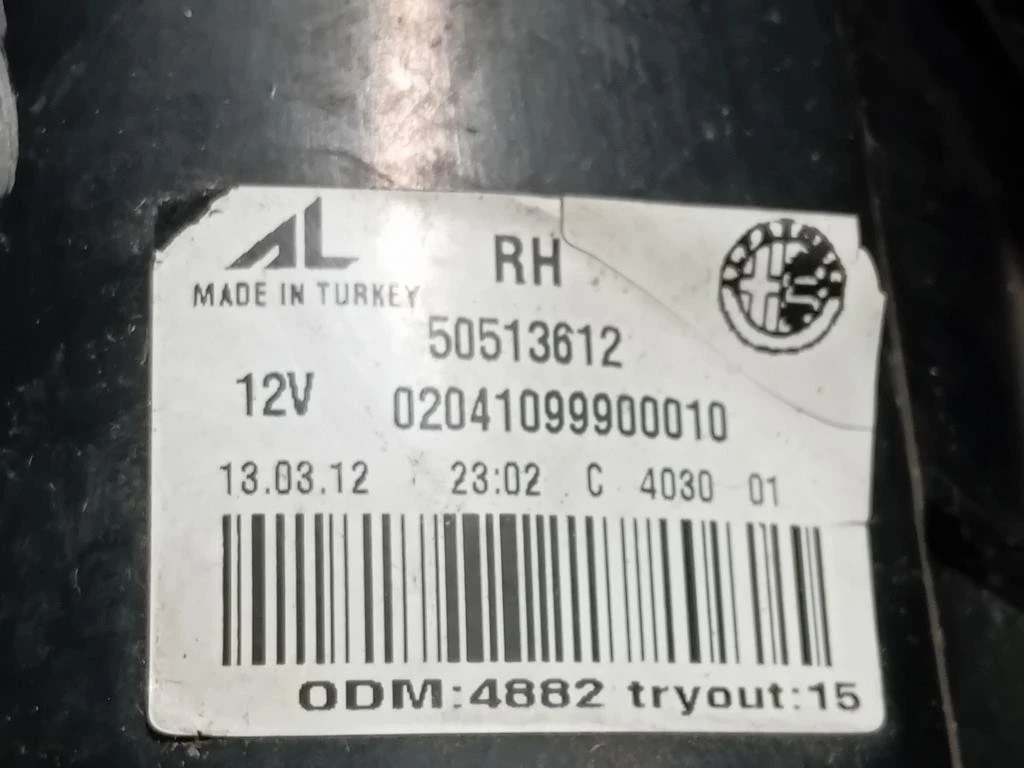 AL RH
MADE IN TURKEY
50513612
12V 02041099900010
13.03.12 23:02 C 4030 01
ODM:4882 tryout:15